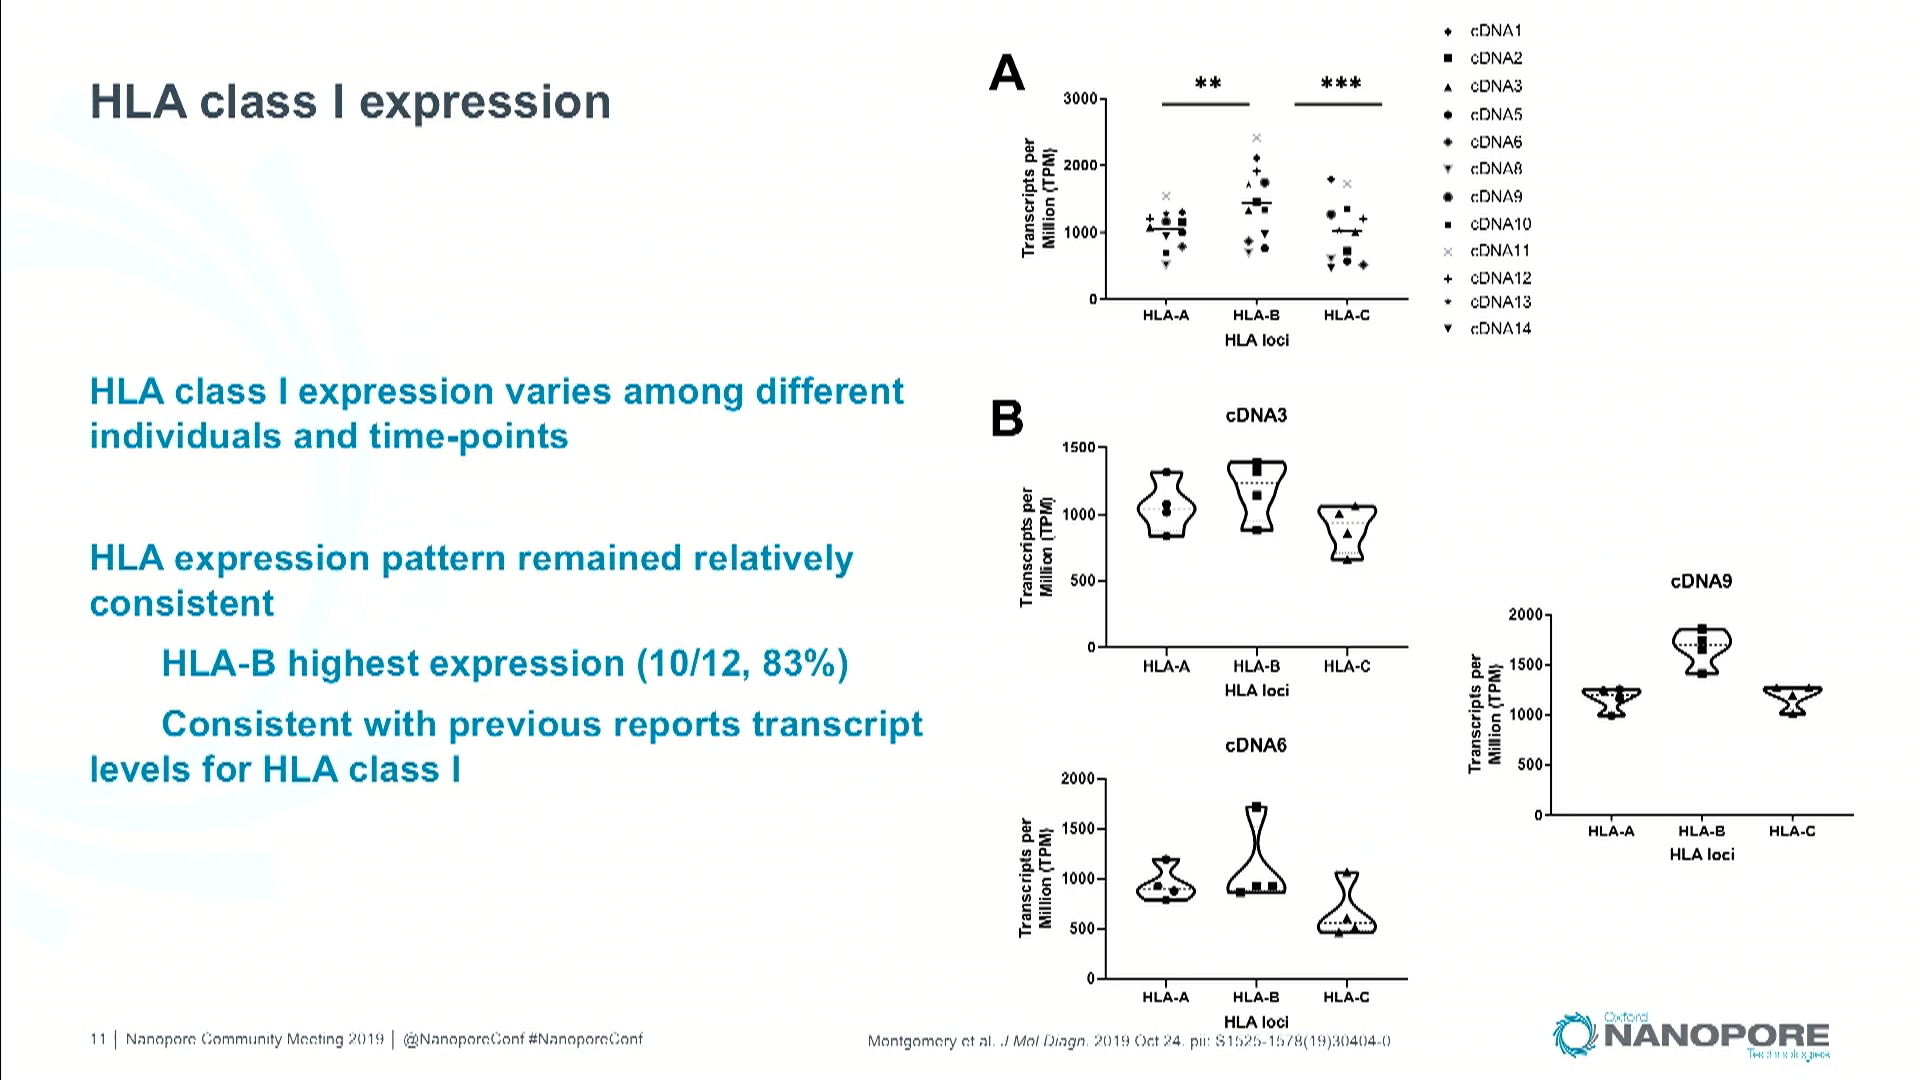 HLA class I expression
HLA class I expression varies among different
individuals and time-points
HLA expression pattern remained relatively
consistent
HLA-B highest expression (10/12, 83%)
Consistent with previous reports transcript
levels for HLA class I
A
** ***
Transcripts per
Million (TPM)
3000
2000
1000
0
HLA-A HLA-B HLA-C
HLA loci
cDNA1
cDNA2
cDNA3
cDNA5
cDNA6
cDNA8
cDNA9
cDNA10
cDNA11
cDNA12
cDNA13
cDNA14
B
cDNA3
Transcripts per
Million (TPM)
1500
1000
500
0
HLA-A HLA-B HLA-C
HLA loci
cDNA9
Transcripts per
Million (TPM)
2000
1500
1000
500
0
HLA-A HLA-B HLA-C
HLA loci
cDNA6
Transcripts per
Million (TPM)
2000
1500
1000
500
0
HLA-A HLA-B HLA-C
HLA loci
11 | Nanopore Community Meeting 2019 | @NanoporeConf #NanoporeConf
Montgomery et al. J Mol Diagn. 2019 Oct 24. pii: S1525-1578(19)30404-0
Oxford
NANOPORE
Technologies